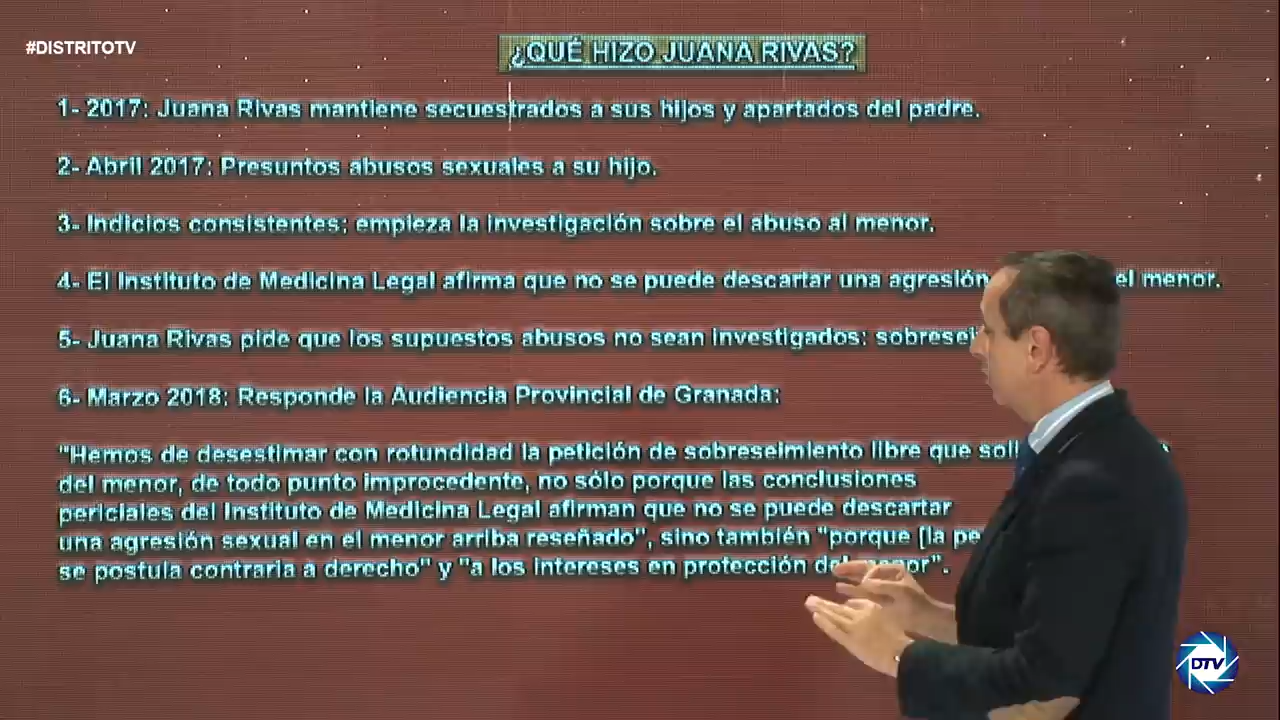 #DISTRITOTV
¿QUÉ HIZO JUANA RIVAS?
1- 2017: Juana Rivas mantiene secuestrados a sus hijos y apartados del padre.
2- Abril 2017: Presuntos abusos sexuales a su hijo.
3- Indicios consistentes: empieza la investigación sobre el abuso al menor.
4- El Instituto de Medicina Legal afirma que no se puede descartar una agresión el menor.
5- Juana Rivas pide que los supuestos abusos no sean investigados:
6- Marzo 2018: Responde la Audiencia Provincial de Granada:
"Hemos de desestimar con rotundidad la petición de sobreseimiento libre que
del menor, de todo punto improcedente, no sólo porque las conclusiones
periciales del Instituto de Medicina Legal afirman que no se puede descartar
una agresión sexual en el menor arriba reseñado", sino también "porque [la
se postula contraria a derecho" y "a los intereses en protección del menor".
DTV